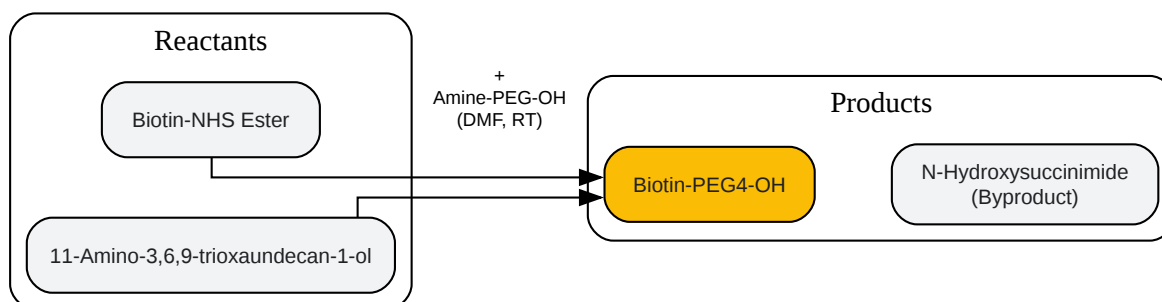 Reactants
Biotin-NHS Ester
11-Amino-3,6,9-trioxaundecan-1-ol
+
Amine-PEG-OH
(DMF, RT)
Products
Biotin-PEG4-OH
N-Hydroxysuccinimide
(Byproduct)